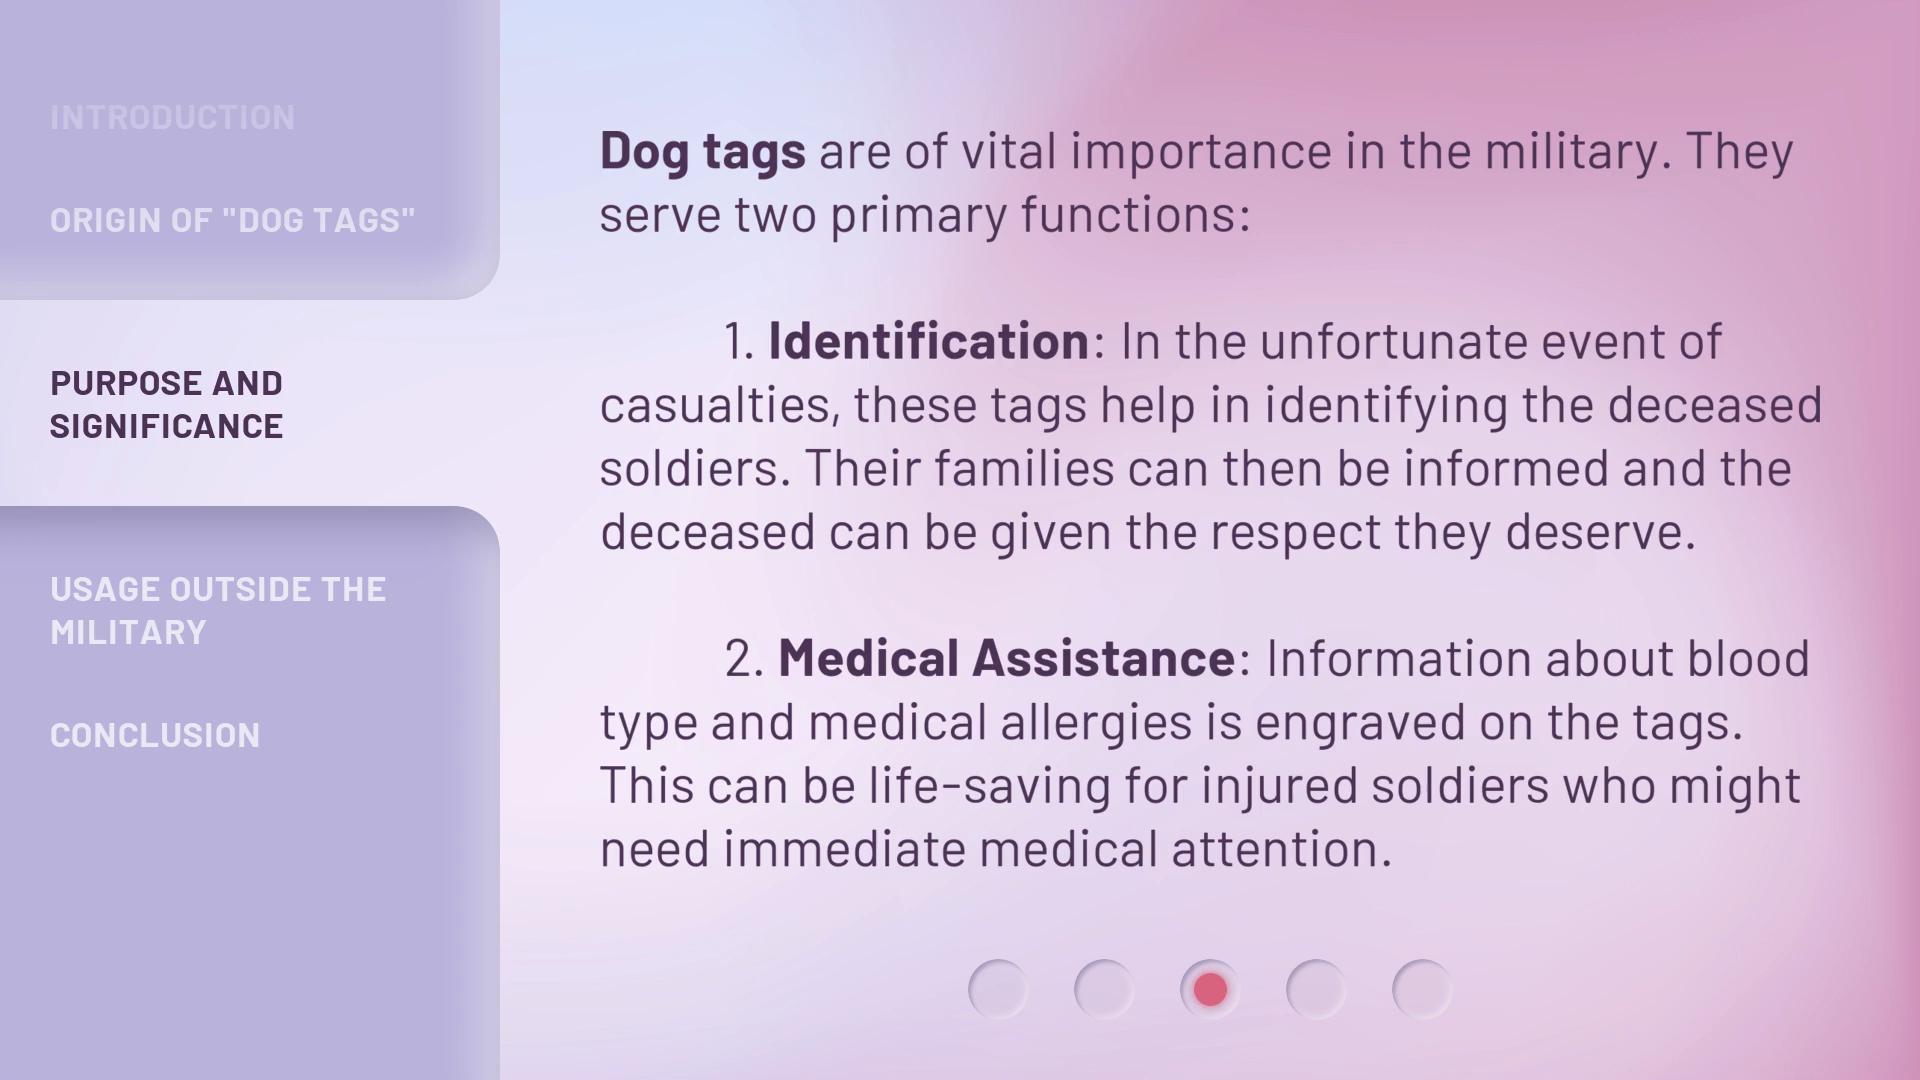 INTRODUCTION
ORIGIN OF "DOG TAGS"
PURPOSE AND
SIGNIFICANCE
USAGE OUTSIDE THE
MILITARY
CONCLUSION
Dog tags are of vital importance in the military. They
serve two primary functions:
1. Identification: In the unfortunate event of
casualties, these tags help in identifying the deceased
soldiers. Their families can then be informed and the
deceased can be given the respect they deserve.
2. Medical Assistance: Information about blood
type and medical allergies is engraved on the tags.
This can be life-saving for injured soldiers who might
need immediate medical attention.